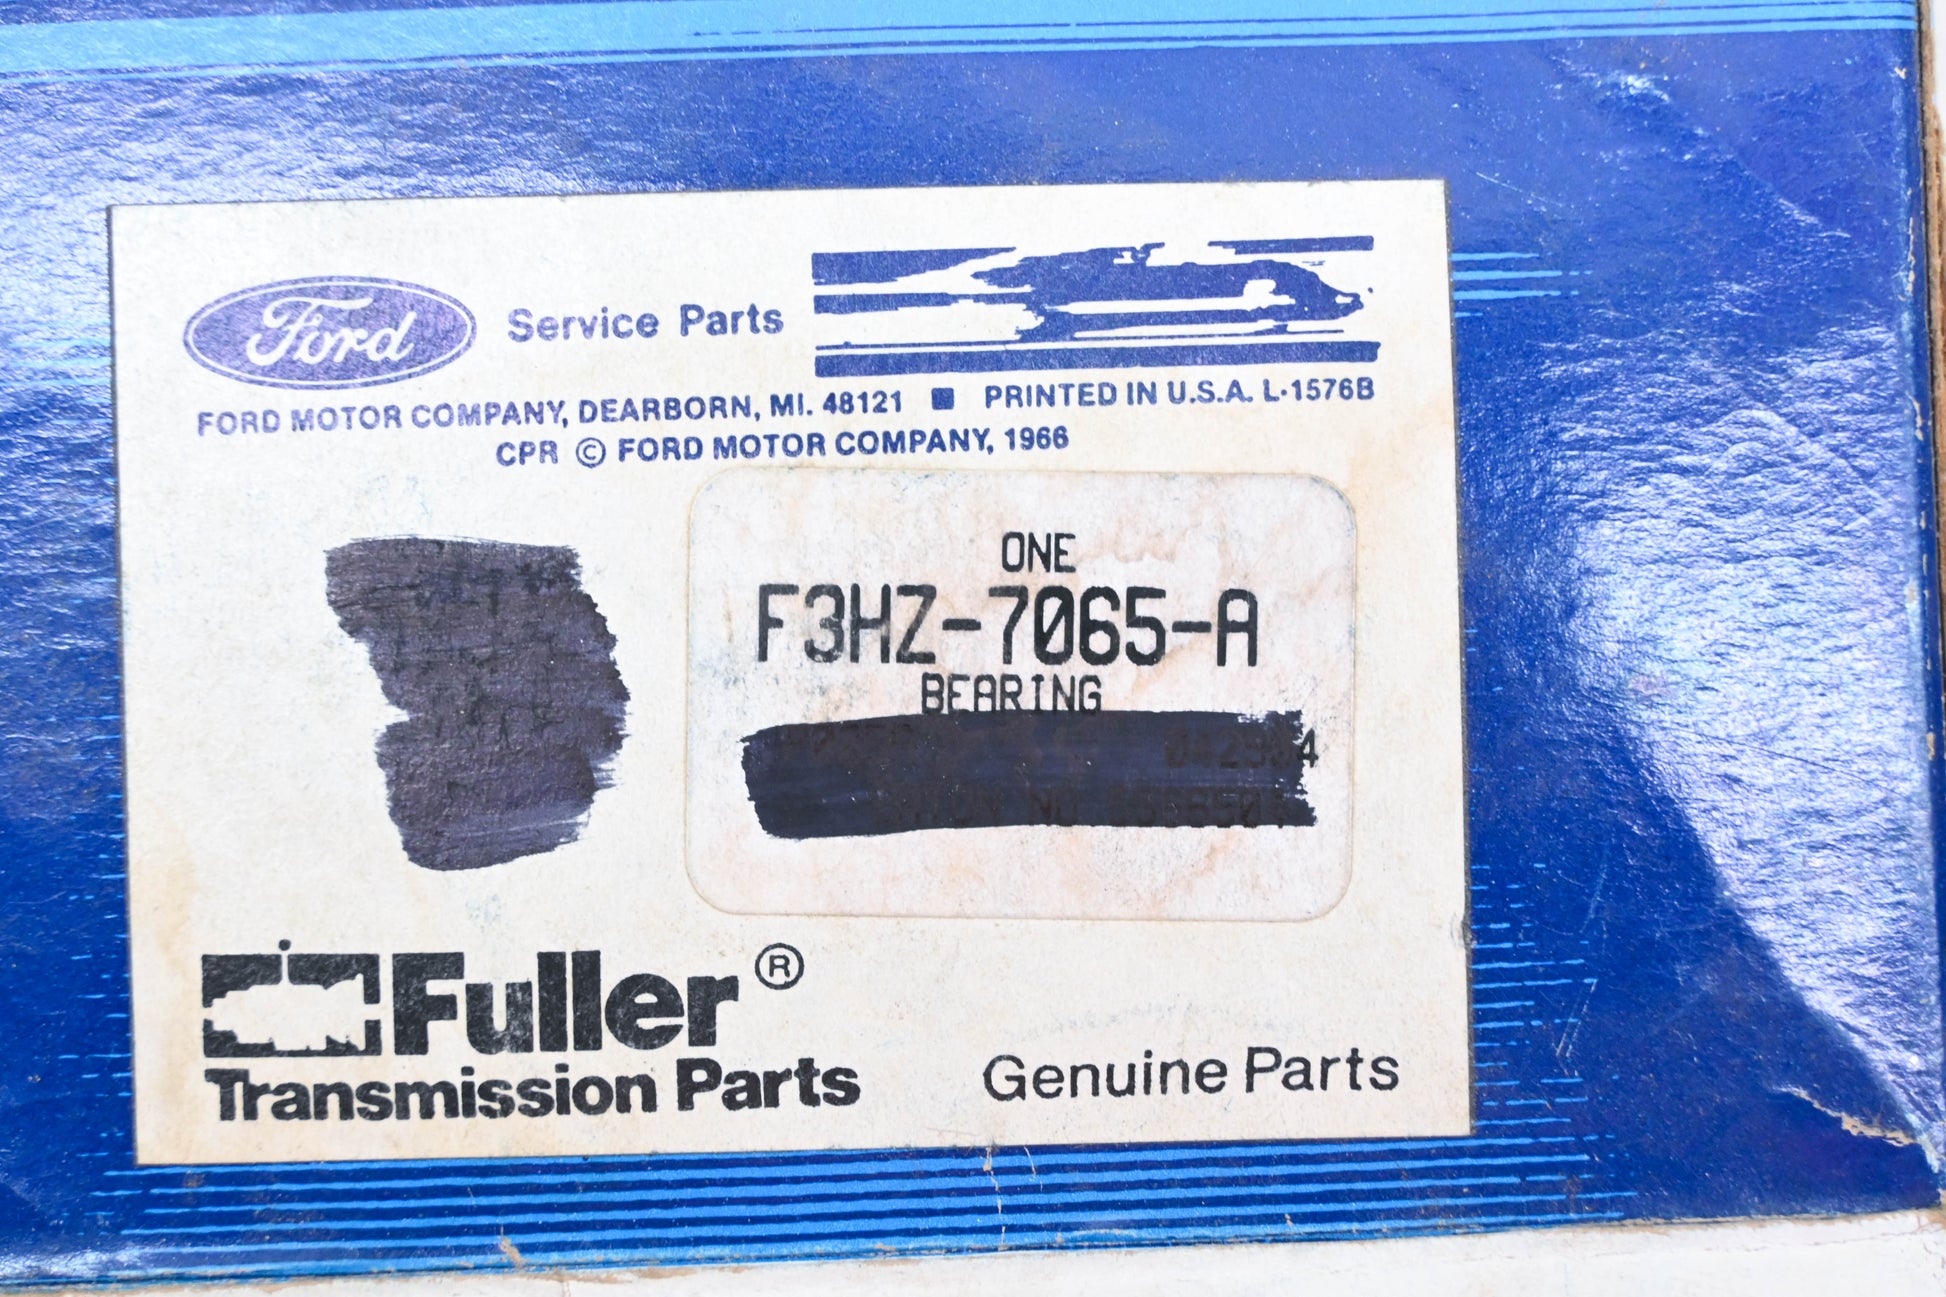 Ford Service Parts
FORD MOTOR COMPANY, DEARBORN, MI. 48121 ■ PRINTED IN U.S.A. L-1576B
CPR © FORD MOTOR COMPANY, 1966
ONE
F3HZ-7065-A
BEARING
Fuller®
Transmission Parts
Genuine Parts